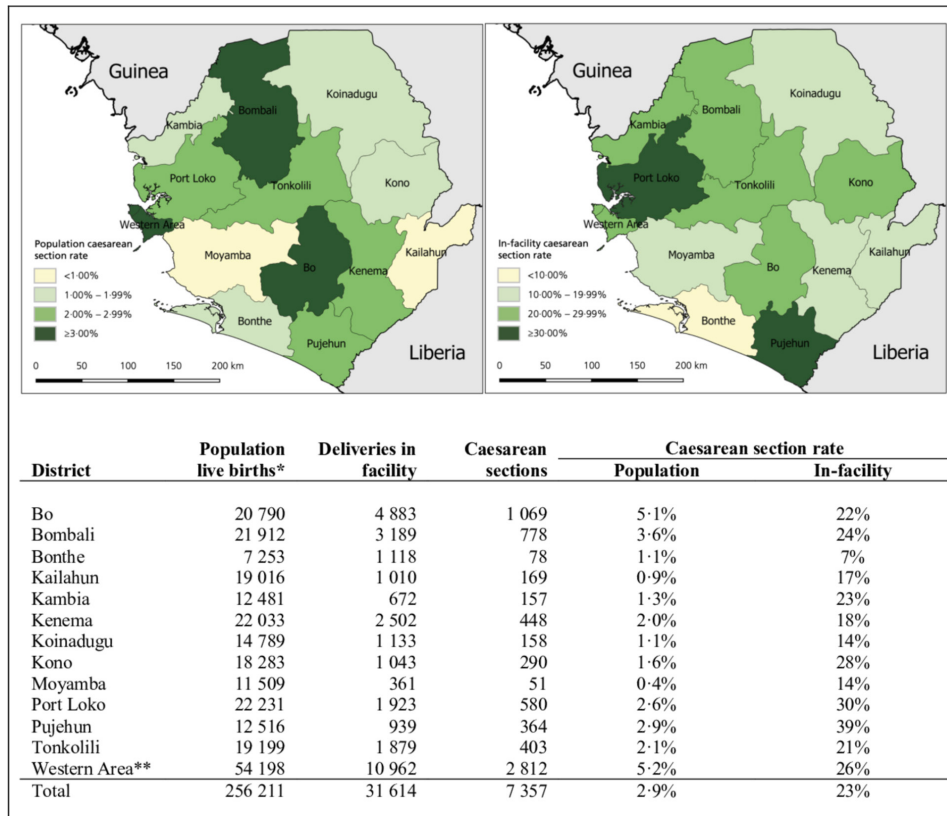 Guinea
Koinadugu
Bombali
Kambia
Port Loko
Tonkolili
Kono
Western Area
Population caesarean
section rate
<1·00%
1·00% – 1·99%
2·00% – 2·99%
≥3·00%
Moyamba
Bo
Kenema
Kailahun
Bonthe
Pujehun
Liberia
0 50 100 150 200 km
Guinea
Koinadugu
Bombali
Kambia
Port Loko
Tonkolili
Kono
Western Area
In-facility caesarean
section rate
<10·00%
10·00% – 19·99%
20·00% – 29·99%
≥30·00%
Moyamba
Bo
Kenema
Kailahun
Bonthe
Pujehun
Liberia
0 50 100 150 200 km
Population Deliveries in Caesarean Caesarean section rate
District live births* facility sections Population In-facility
Bo 20 790 4 883 1 069 5·1% 22%
Bombali 21 912 3 189 778 3·6% 24%
Bonthe 7 253 1 118 78 1·1% 7%
Kailahun 19 016 1 010 169 0·9% 17%
Kambia 12 481 672 157 1·3% 23%
Kenema 22 033 2 502 448 2·0% 18%
Koinadugu 14 789 1 133 158 1·1% 14%
Kono 18 283 1 043 290 1·6% 28%
Moyamba 11 509 361 51 0·4% 14%
Port Loko 22 231 1 923 580 2·6% 30%
Pujehun 12 516 939 364 2·9% 39%
Tonkolili 19 199 1 879 403 2·1% 21%
Western Area** 54 198 10 962 2 812 5·2% 26%
Total 256 211 31 614 7 357 2·9% 23%